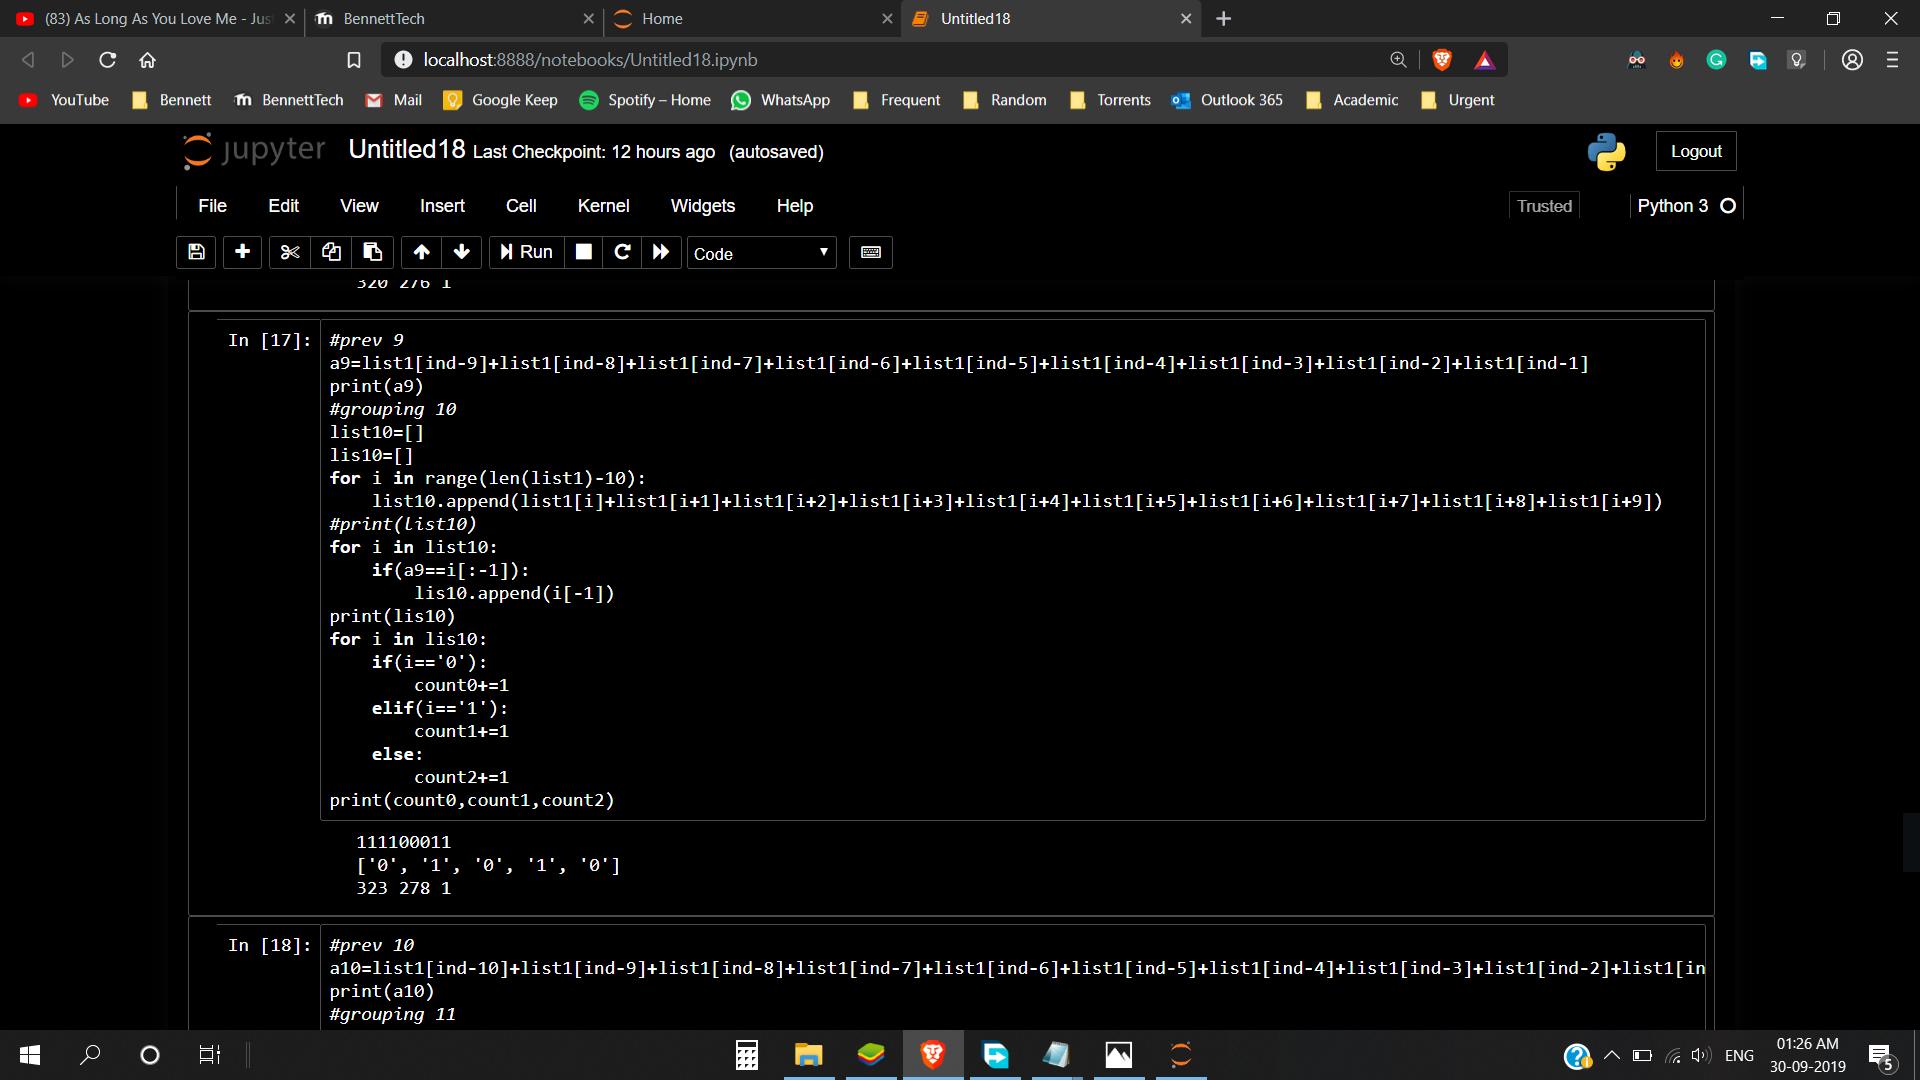 (83) As Long As You Love Me - Jus
BennettTech
Home
Untitled18
localhost:8888/notebooks/Untitled18.ipynb
YouTube
Bennett
BennettTech
Mail
Google Keep
Spotify – Home
WhatsApp
Frequent
Random
Torrents
Outlook 365
Academic
Urgent
jupyter
Untitled18 Last Checkpoint: 12 hours ago (autosaved)
Logout
File Edit View Insert Cell Kernel Widgets Help
Trusted
Python 3
Run
Code
320 276 1
In [17]:
#prev 9
a9=list1[ind-9]+list1[ind-8]+list1[ind-7]+list1[ind-6]+list1[ind-5]+list1[ind-4]+list1[ind-3]+list1[ind-2]+list1[ind-1]
print(a9)
#grouping 10
list10=[]
lis10=[]
for i in range(len(list1)-10):
    list10.append(list1[i]+list1[i+1]+list1[i+2]+list1[i+3]+list1[i+4]+list1[i+5]+list1[i+6]+list1[i+7]+list1[i+8]+list1[i+9])
#print(list10)
for i in list10:
    if(a9==i[:-1]):
        lis10.append(i[-1])
print(lis10)
for i in lis10:
    if(i=='0'):
        count0+=1
    elif(i=='1'):
        count1+=1
    else:
        count2+=1
print(count0,count1,count2)
111100011
['0', '1', '0', '1', '0']
323 278 1
In [18]:
#prev 10
a10=list1[ind-10]+list1[ind-9]+list1[ind-8]+list1[ind-7]+list1[ind-6]+list1[ind-5]+list1[ind-4]+list1[ind-3]+list1[ind-2]+list1[in
print(a10)
#grouping 11
ENG
01:26 AM
30-09-2019
5